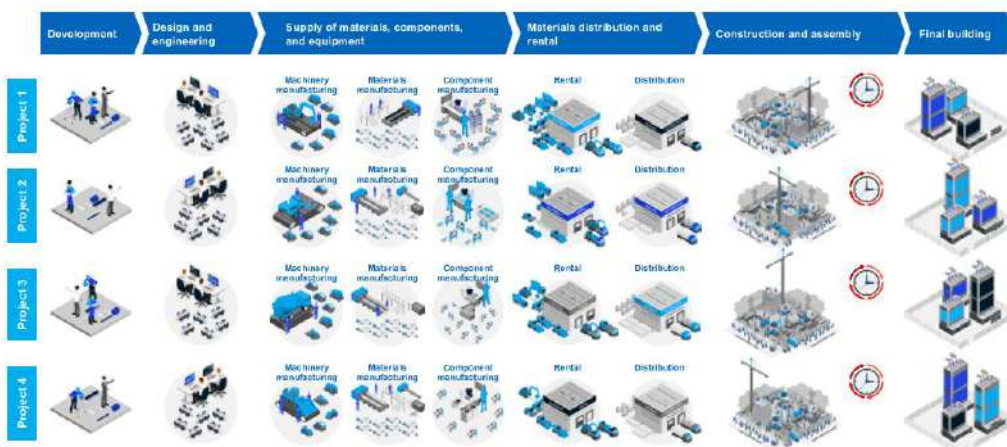 Development
Design and
engineering
Supply of materials, components,
and equipment
Materials distribution and
rental
Construction and assembly
Final building
Project 1
Machinery
manufacturing
Materials
manufacturing
Component
manufacturing
Rental
Distribution
Project 2
Machinery
manufacturing
Materials
manufacturing
Component
manufacturing
Rental
Distribution
Project 3
Machinery
manufacturing
Materials
manufacturing
Component
manufacturing
Rental
Distribution
Project 4
Machinery
manufacturing
Materials
manufacturing
Component
manufacturing
Rental
Distribution